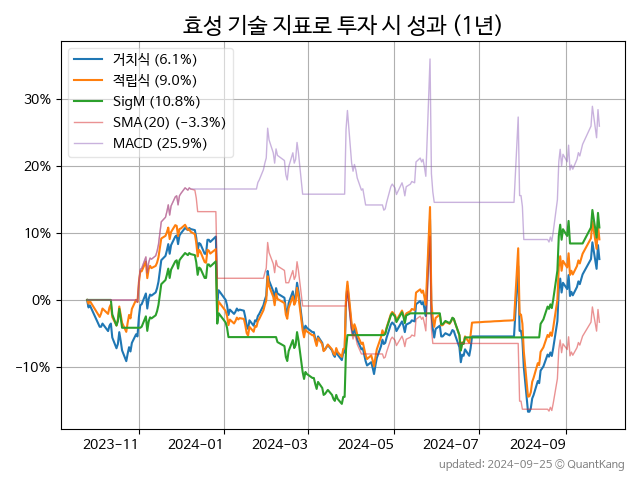 효성 기술 지표로 투자 시 성과 (1년)
거치식 (6.1%)
적립식 (9.0%)
SigM (10.8%)
SMA(20) (-3.3%)
MACD (25.9%)
30%
20%
10%
0%
-10%
2023-11 2024-01 2024-03 2024-05 2024-07 2024-09
updated: 2024-09-25 © QuantKang